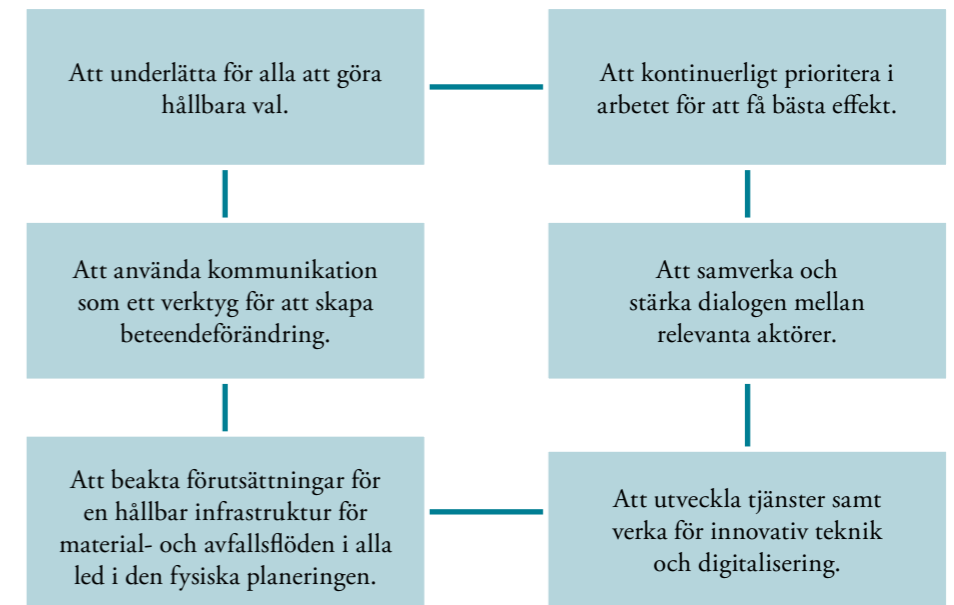 Att underlätta för alla att göra
hållbara val.
Att kontinuerligt prioritera i
arbetet för att få bästa effekt.
Att använda kommunikation
som ett verktyg för att skapa
beteendeförändring.
Att samverka och
stärka dialogen mellan
relevanta aktörer.
Att beakta förutsättningar för
en hållbar infrastruktur för
material- och avfallsflöden i alla
led i den fysiska planeringen.
Att utveckla tjänster samt
verka för innovativ teknik
och digitalisering.